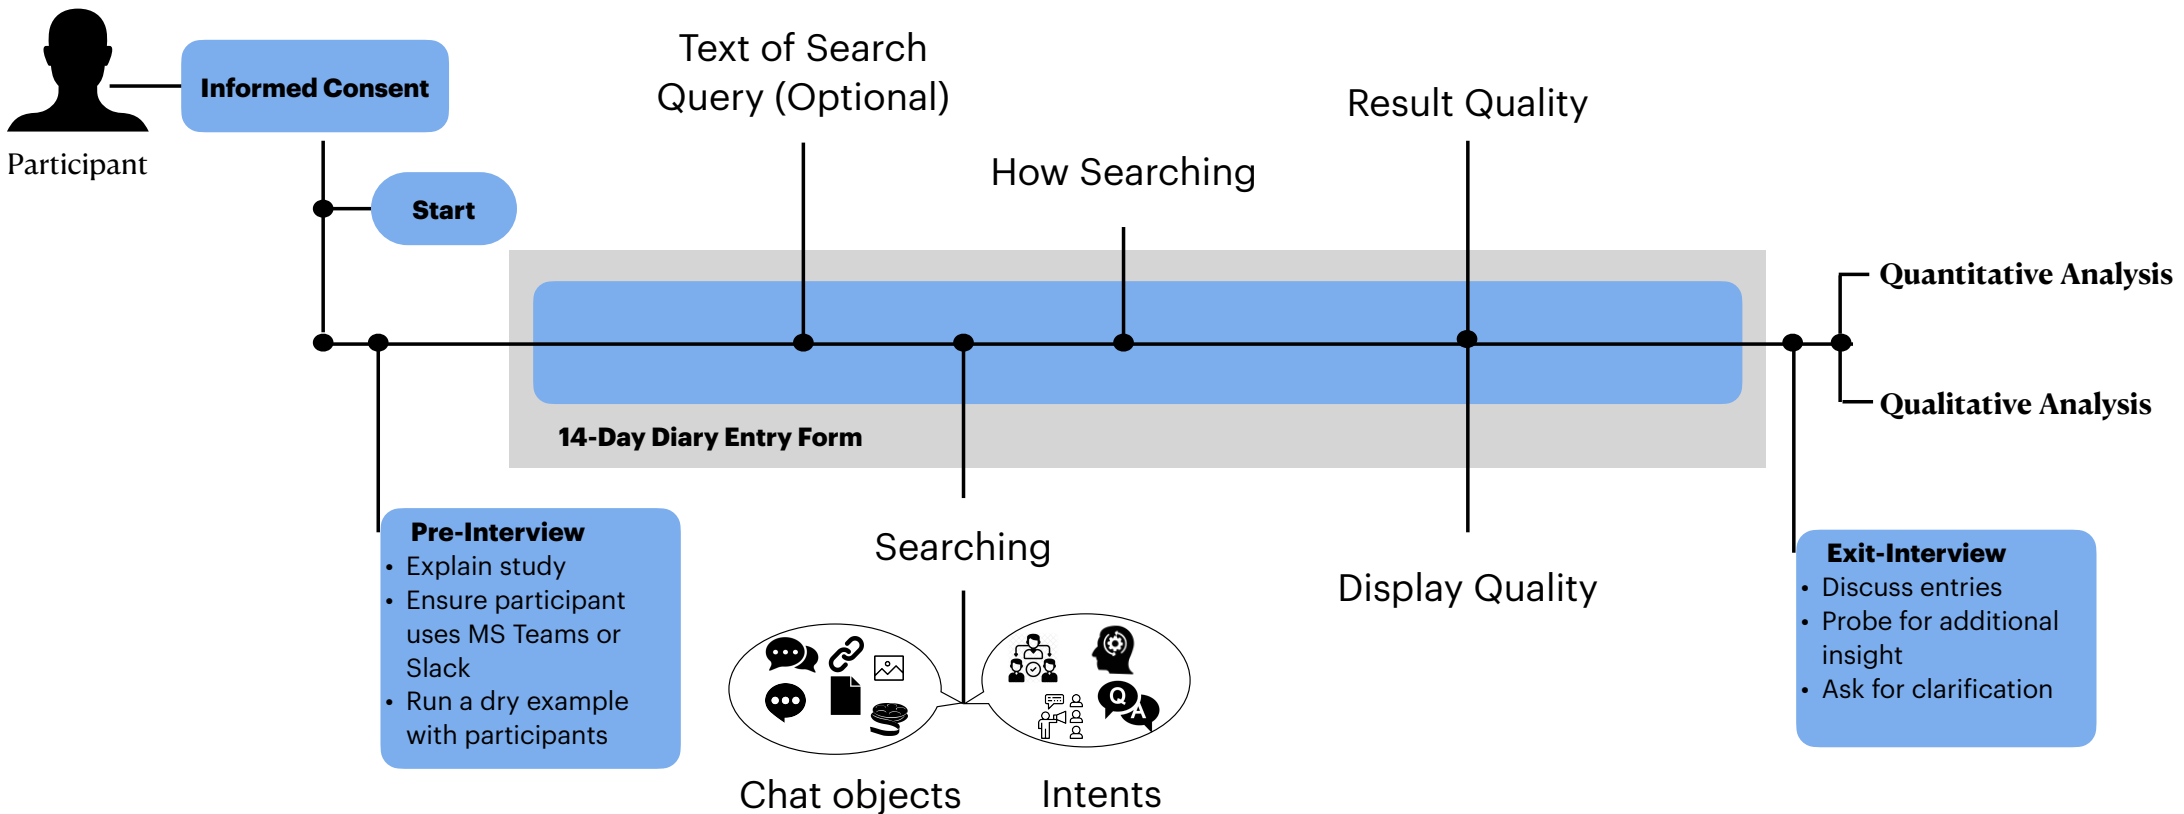 Participant
Informed Consent
Start
Text of Search
Query (Optional)
How Searching
Result Quality
14-Day Diary Entry Form
Quantitative Analysis
Qualitative Analysis
Pre-Interview
• Explain study
• Ensure participant
uses MS Teams or
Slack
• Run a dry example
with participants
Searching
Q
A
Chat objects
Intents
Display Quality
Exit-Interview
• Discuss entries
• Probe for additional
insight
• Ask for clarification